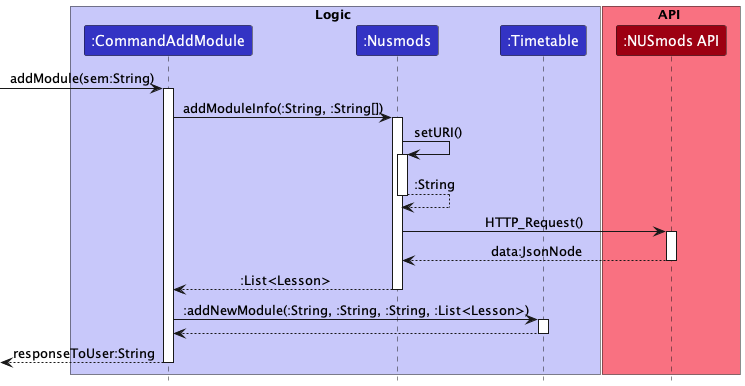 Logic
API
:CommandAddModule
:Nusmods
:Timetable
:NUSmods API
addModule(sem:String)
addModuleInfo(:String, :String[])
setURI()
:String
HTTP_Request()
data:JsonNode
:List<Lesson>
:addNewModule(:String, :String, :String, :List<Lesson>)
responseToUser:String